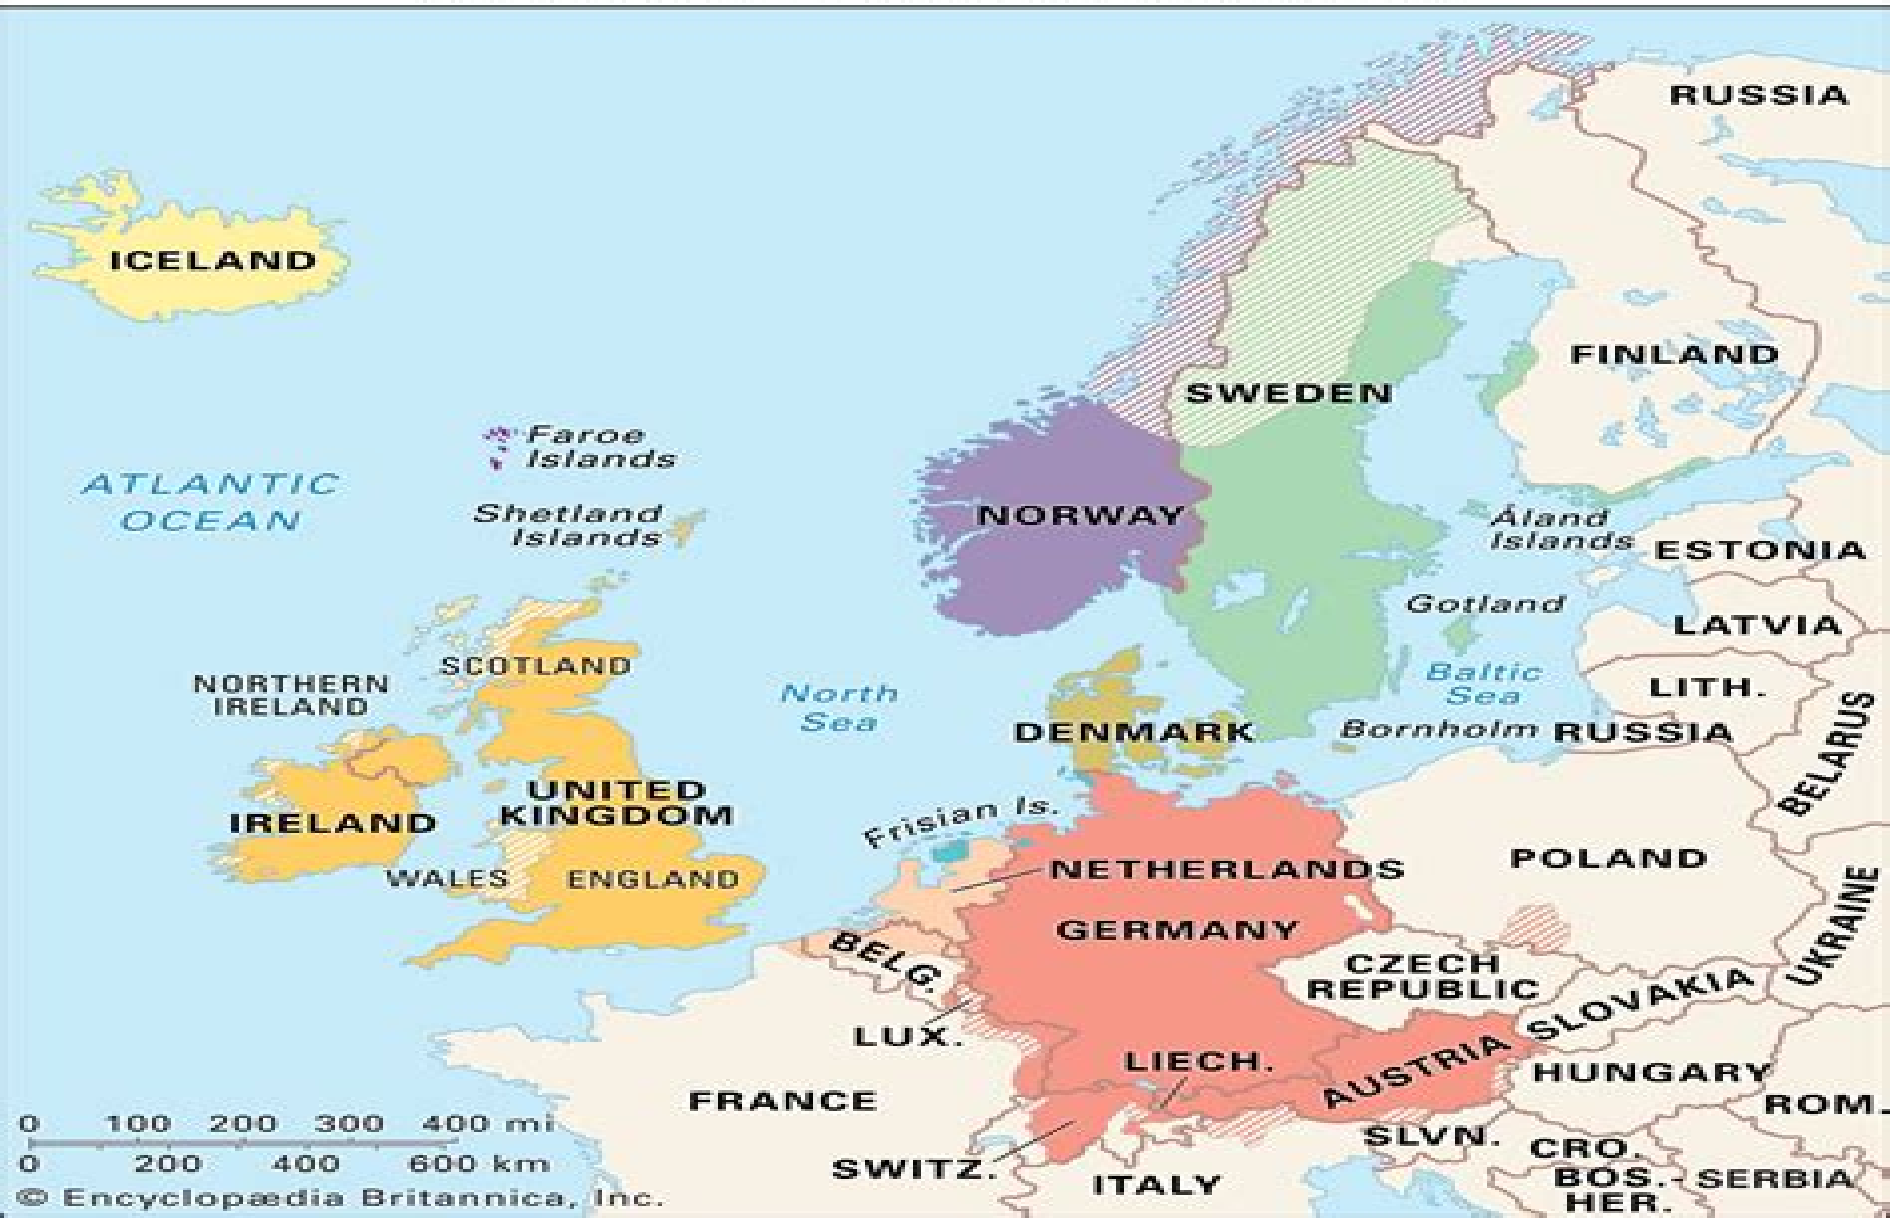 RUSSIA
ICELAND
FINLAND
SWEDEN
Faroe
Islands
ATLANTIC
OCEAN
Shetland
Islands
NORWAY
Åland
Islands
ESTONIA
Gotland
LATVIA
SCOTLAND
NORTHERN
IRELAND
North
Sea
Baltic
Sea
LITH.
DENMARK
Bornholm
RUSSIA
BELARUS
UNITED
KINGDOM
IRELAND
Frisian Is.
WALES
ENGLAND
NETHERLANDS
POLAND
GERMANY
UKRAINE
BELG.
CZECH
REPUBLIC
SLOVAKIA
LUX.
LIECH.
AUSTRIA
HUNGARY
FRANCE
ROM.
SWITZ.
SLVN.
CRO.
ITALY
BOS.-
HER.
SERBIA
0 100 200 300 400 mi
0 200 400 600 km
© Encyclopædia Britannica, Inc.